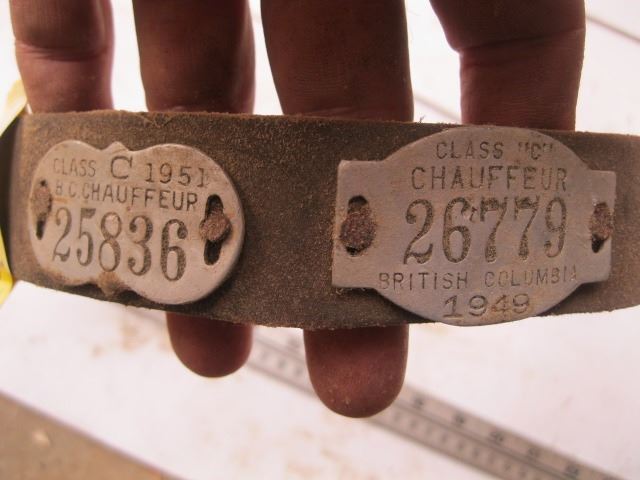 CLASS C 1951
B.C. CHAUFFEUR
25836
CLASS "C"
CHAUFFEUR
26779
BRITISH COLUMBIA
1949